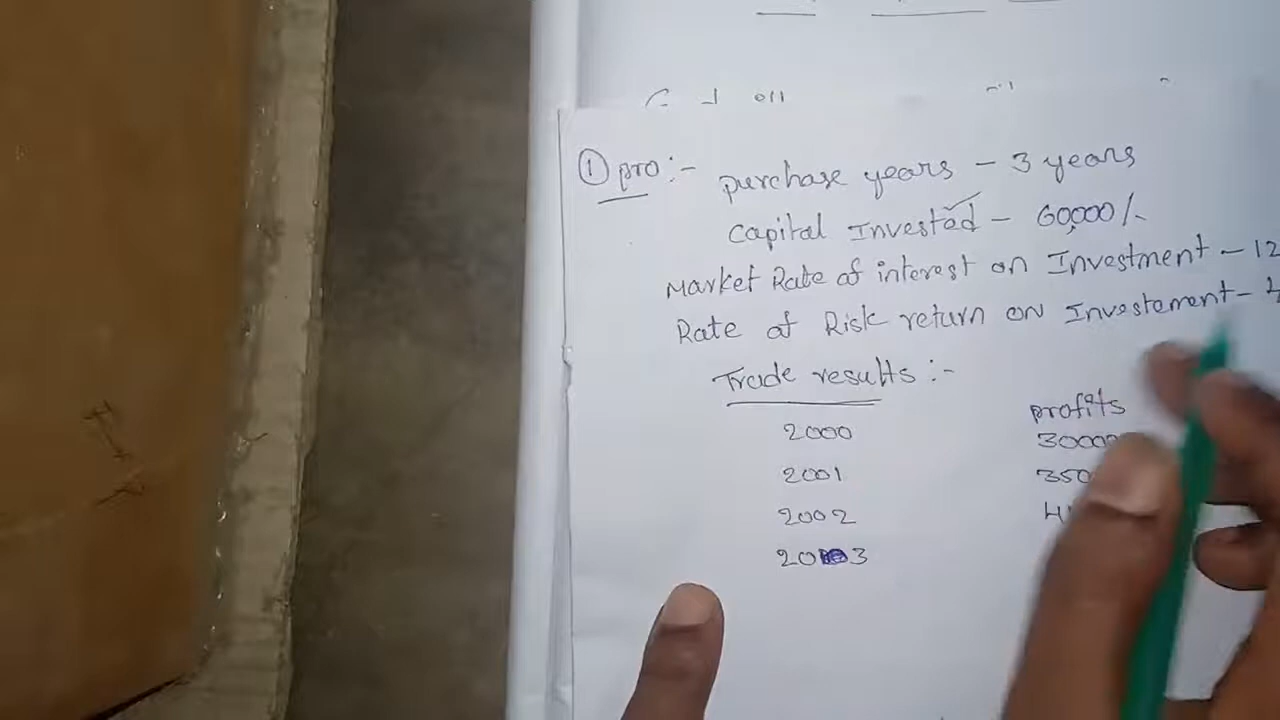 ① pro:- purchase years - 3 years
Capital Invested - 60,000/-
Market Rate of interest on Investment - 12
Rate of Risk return on Investement -
Trade results :-
profits
2000 30000
2001
2002